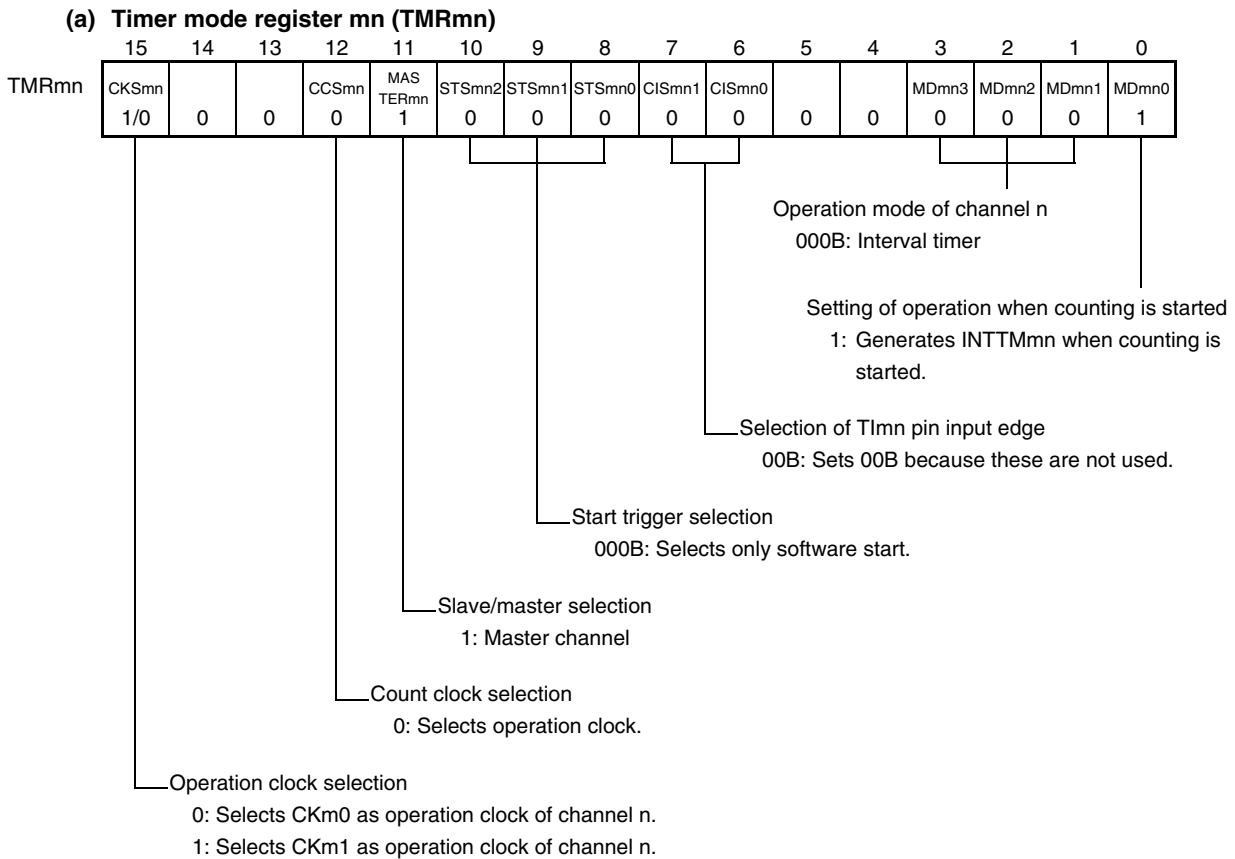 (a) Timer mode register mn (TMRmn)
15 14 13 12 11 10 9 8 7 6 5 4 3 2 1 0
TMRmn CKSmn CCSmn MAS TERmn STSmn2 STSmn1 STSmn0 CISmn1 CISmn0 MDmn3 MDmn2 MDmn1 MDmn0
1/0 0 0 0 1 0 0 0 0 0 0 0 0 0 0 1
Operation mode of channel n
000B: Interval timer
Setting of operation when counting is started
1: Generates INTTMmn when counting is
started.
Selection of TImn pin input edge
00B: Sets 00B because these are not used.
Start trigger selection
000B: Selects only software start.
Slave/master selection
1: Master channel
Count clock selection
0: Selects operation clock.
Operation clock selection
0: Selects CKm0 as operation clock of channel n.
1: Selects CKm1 as operation clock of channel n.